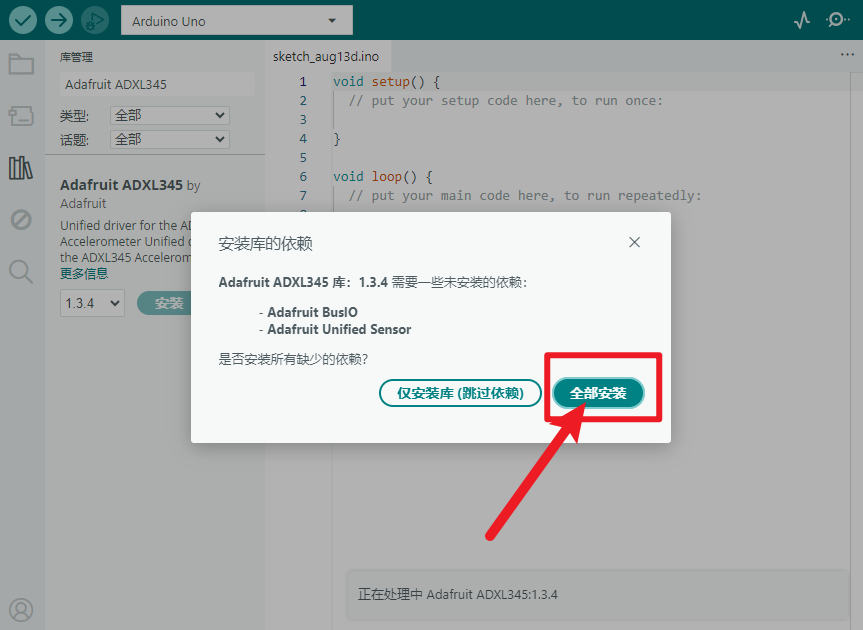 Arduino Uno
库管理
Adafruit ADXL345
类型:
全部
话题:
全部
Adafruit ADXL345 by
Adafruit
Unified driver for the
Accelerometer Unified
the ADXL345 Accelerom
更多信息
1.3.4
安装
sketch_aug13d.ino
1 void setup() {
2 // put your setup code here, to run once:
3
4 }
5
6 void loop() {
7 // put your main code here, to run repeatedly:
安装库的依赖
Adafruit ADXL345 库：1.3.4 需要一些未安装的依赖：
- Adafruit BusIO
- Adafruit Unified Sensor
是否安装所有缺少的依赖？
仅安装库 (跳过依赖)
全部安装
正在处理中 Adafruit ADXL345:1.3.4